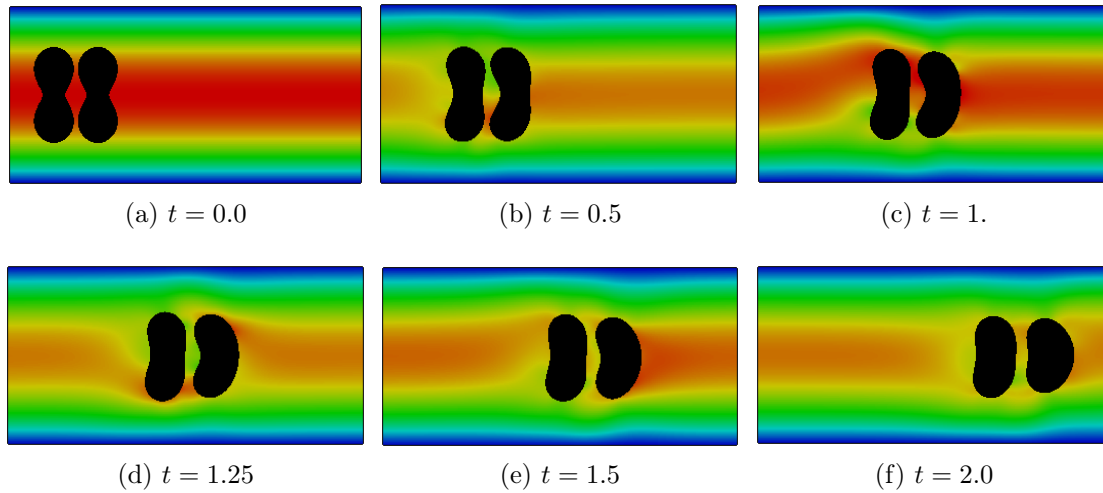 (a) t = 0.0
(b) t = 0.5
(c) t = 1.
(d) t = 1.25
(e) t = 1.5
(f) t = 2.0